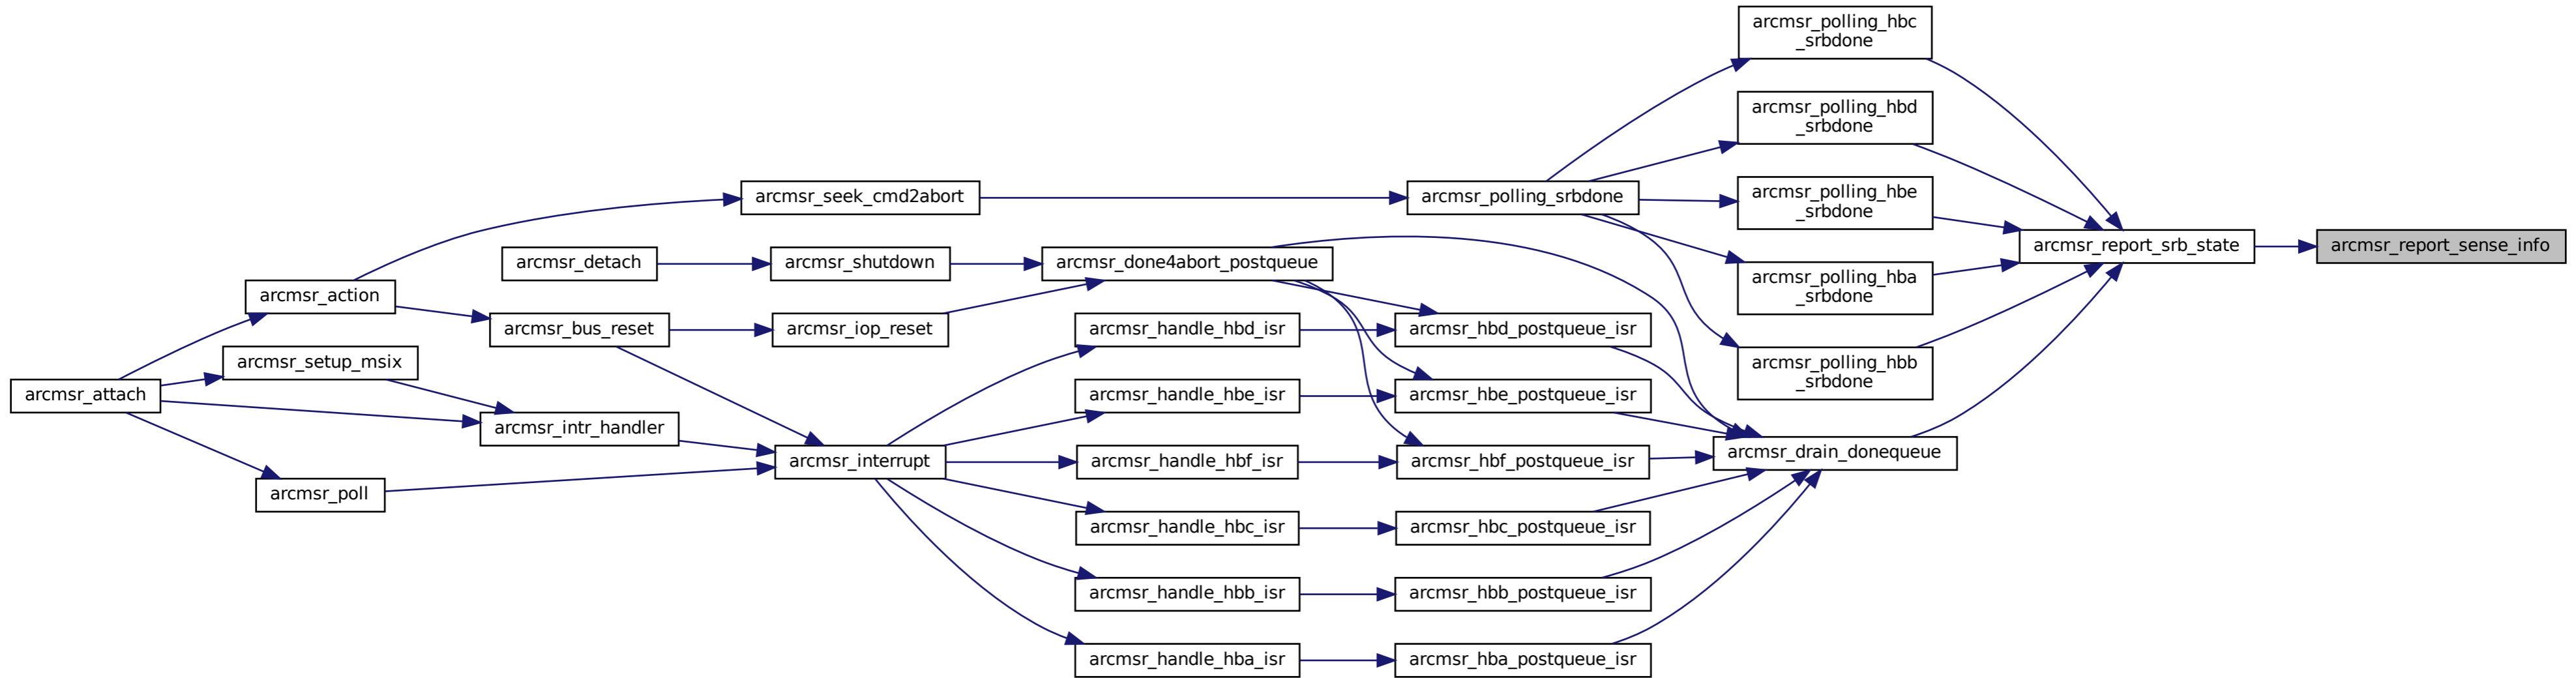 arcmsr_polling_hbc
_srbdone
arcmsr_polling_hbd
_srbdone
arcmsr_polling_hbe
_srbdone
arcmsr_seek_cmd2abort
arcmsr_polling_srbdone
arcmsr_report_srb_state
arcmsr_report_sense_info
arcmsr_detach
arcmsr_shutdown
arcmsr_done4abort_postqueue
arcmsr_polling_hba
_srbdone
arcmsr_action
arcmsr_bus_reset
arcmsr_iop_reset
arcmsr_handle_hbd_isr
arcmsr_hbd_postqueue_isr
arcmsr_polling_hbb
_srbdone
arcmsr_setup_msix
arcmsr_attach
arcmsr_handle_hbe_isr
arcmsr_hbe_postqueue_isr
arcmsr_intr_handler
arcmsr_interrupt
arcmsr_handle_hbf_isr
arcmsr_hbf_postqueue_isr
arcmsr_drain_donequeue
arcmsr_poll
arcmsr_handle_hbc_isr
arcmsr_hbc_postqueue_isr
arcmsr_handle_hbb_isr
arcmsr_hbb_postqueue_isr
arcmsr_handle_hba_isr
arcmsr_hba_postqueue_isr